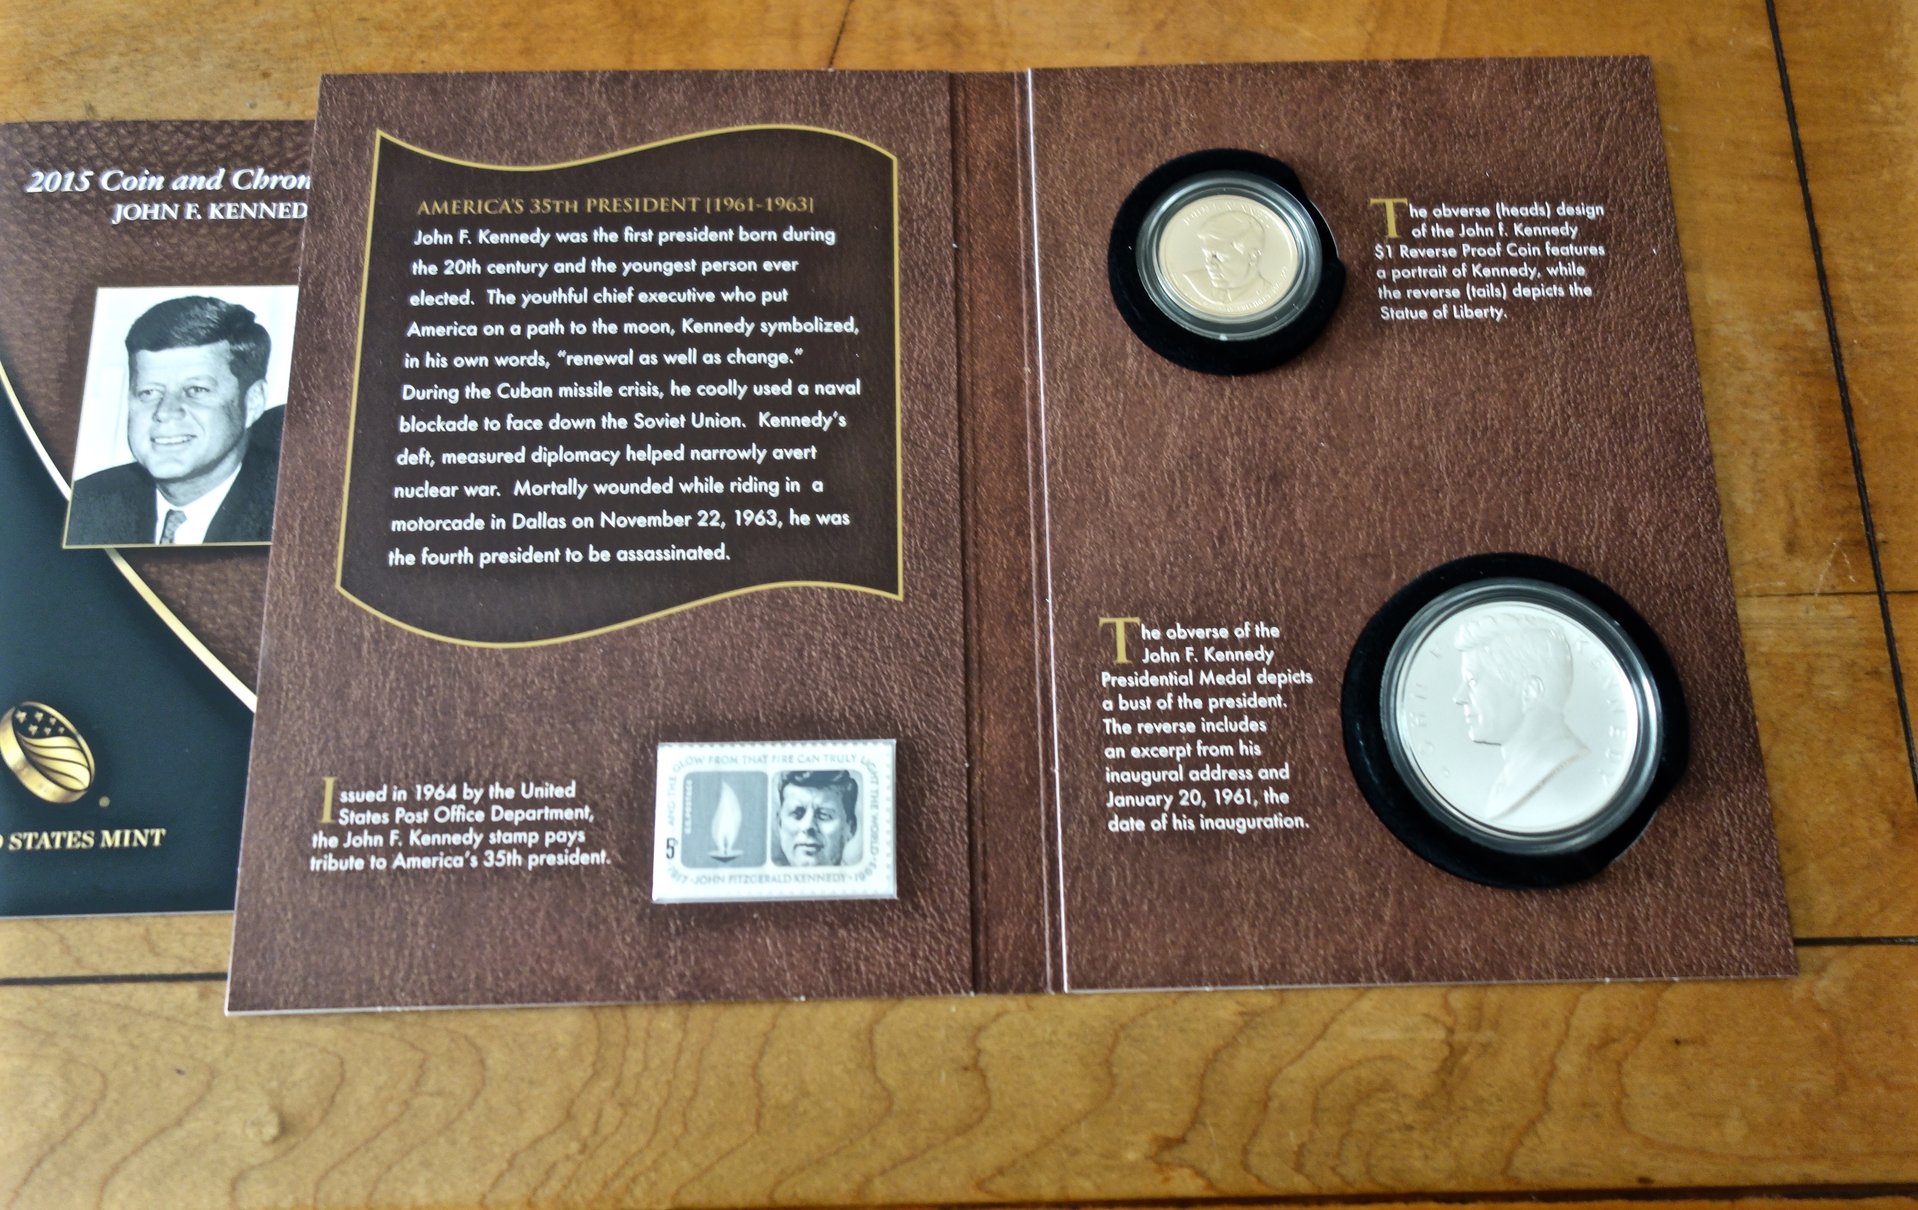 2015 Coin and Chron
JOHN F. KENNED
STATES MINT
AMERICA'S 35TH PRESIDENT [1961-1963]
John F. Kennedy was the first president born during
the 20th century and the youngest person ever
elected. The youthful chief executive who put
America on a path to the moon, Kennedy symbolized,
in his own words, "renewal as well as change."
During the Cuban missile crisis, he coolly used a naval
blockade to face down the Soviet Union. Kennedy's
deft, measured diplomacy helped narrowly avert
nuclear war. Mortally wounded while riding in a
motorcade in Dallas on November 22, 1963, he was
the fourth president to be assassinated.
Issued in 1964 by the United
States Post Office Department,
the John F. Kennedy stamp pays
tribute to America's 35th president.
AND THE GLOW FROM THAT FIRE CAN TRULY LIGHT THE WORLD
U.S. POSTAGE
5
JOHN FITZGERALD KENNEDY
The obverse (heads) design
of the John F. Kennedy
$1 Reverse Proof Coin features
a portrait of Kennedy, while
the reverse (tails) depicts the
Statue of Liberty.
The obverse of the
John F. Kennedy
Presidential Medal depicts
a bust of the president.
The reverse includes
an excerpt from his
inaugural address and
January 20, 1961, the
date of his inauguration.
JOHN F. KENNEDY